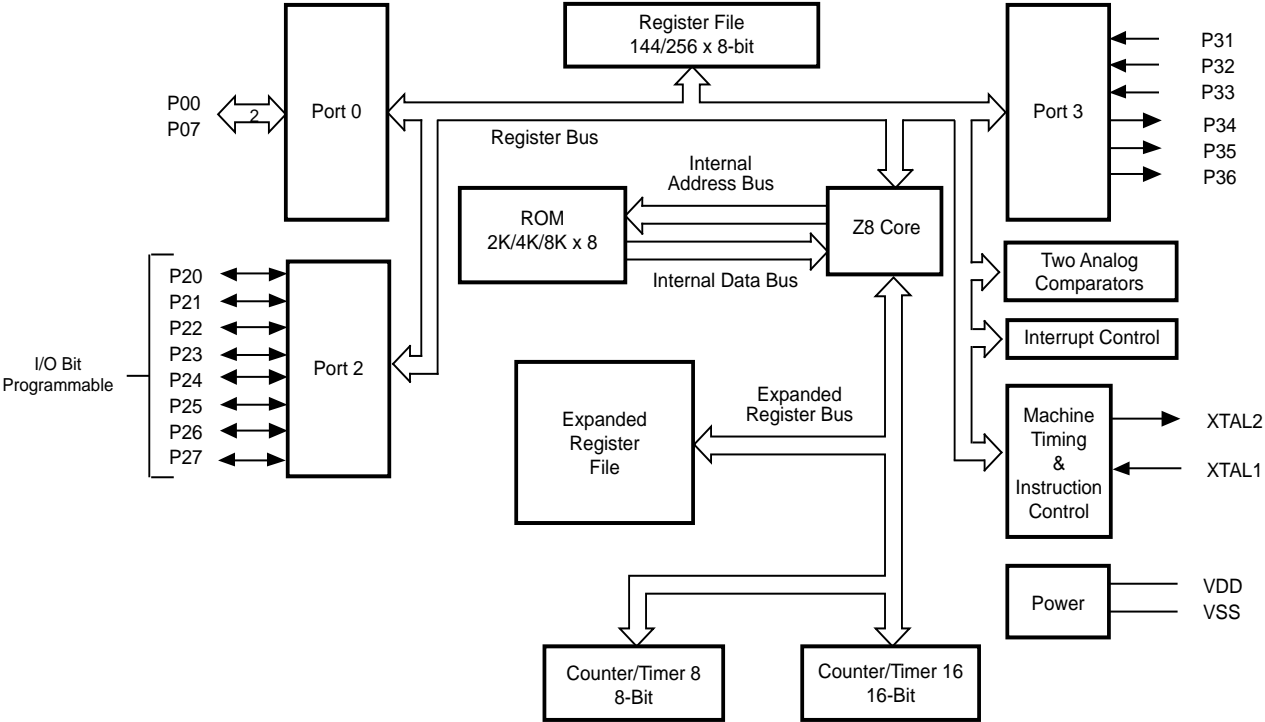 Register File
144/256 x 8-bit
P00
P07
2
Port 0
Register Bus
Port 3
P31
P32
P33
P34
P35
P36
Internal
Address Bus
ROM
2K/4K/8K x 8
Z8 Core
Internal Data Bus
Two Analog
Comparators
Interrupt Control
I/O Bit
Programmable
P20
P21
P22
P23
P24
P25
P26
P27
Port 2
Expanded
Register
File
Expanded
Register Bus
Machine
Timing
&
Instruction
Control
XTAL2
XTAL1
Power
VDD
VSS
Counter/Timer 8
8-Bit
Counter/Timer 16
16-Bit